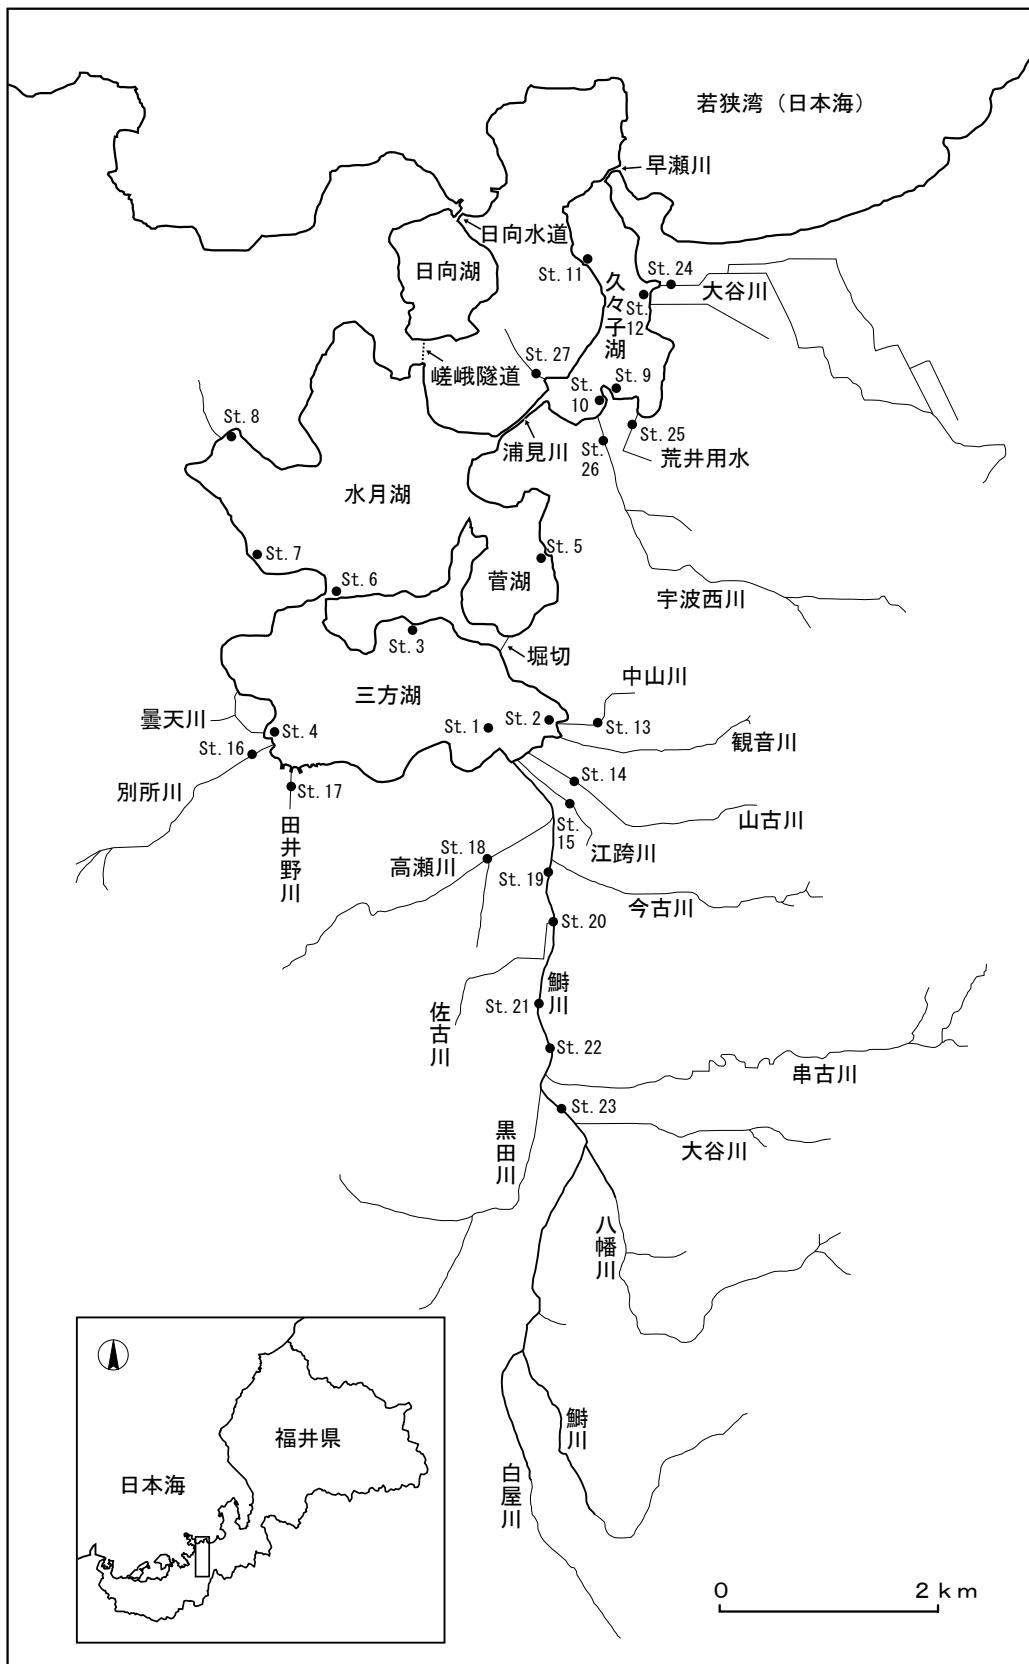 若狭湾（日本海）
早瀬川
日向水道
日向湖
St. 11
久々子湖
St. 24
大谷川
St. 12
嵯峨隧道
St. 27
St. 9
St. 10
St. 8
浦見川
St. 26
St. 25
荒井用水
水月湖
St. 7
St. 5
St. 6
菅湖
宇波西川
St. 3
堀切
中山川
三方湖
曇天川
St. 4
St. 1
St. 2
St. 13
観音川
St. 16
別所川
St. 17
田井野川
St. 14
山古川
St. 15
江跨川
St. 18
高瀬川
St. 19
今古川
St. 20
鰣川
St. 21
佐古川
St. 22
串古川
St. 23
黒田川
大谷川
八幡川
福井県
日本海
鰣川
白屋川
0
2 km